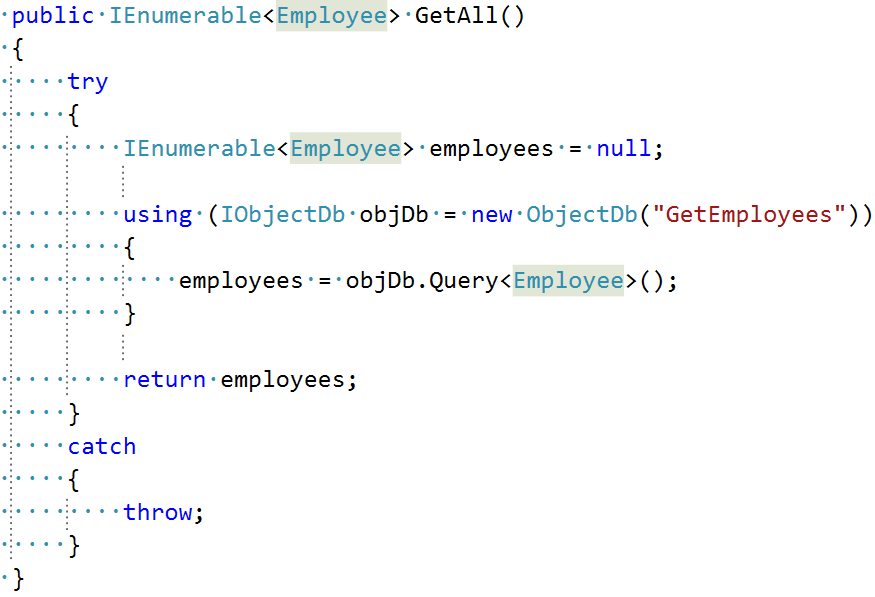 public IEnumerable<Employee> GetAll()
{
    try
    {
        IEnumerable<Employee> employees = null;

        using (IObjectDb objDb = new ObjectDb("GetEmployees"))
        {
            employees = objDb.Query<Employee>();
        }

        return employees;
    }
    catch
    {
        throw;
    }
}